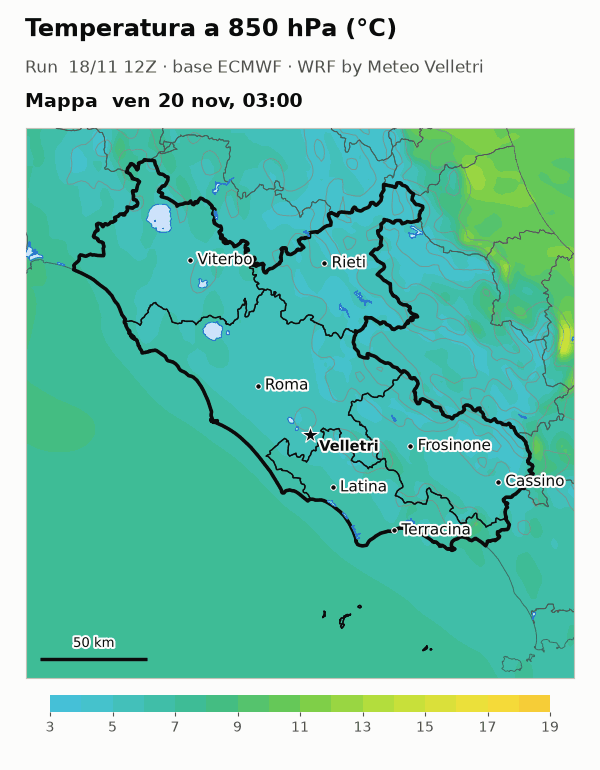 Temperatura a 850 hPa (°C)
Run  18/11 12Z · base ECMWF · WRF by Meteo Velletri
Mappa  ven 20 nov, 03:00
Viterbo
Rieti
Roma
Velletri
Frosinone
Cassino
Latina
Terracina
50 km
3 5 7 9 11 13 15 17 19